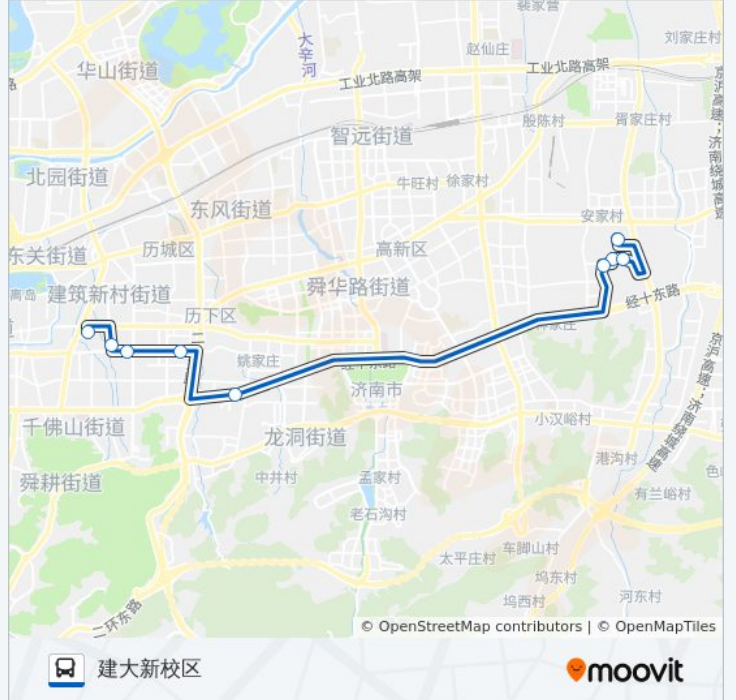 裴家营
大辛河
赵仙庄
刘家庄村
华山街道
工业北路高架
工业北路高架
京沪高速；济南绕城高速
殷陈村
胥家庄村
智远街道
北园街道
牛旺村
徐家村
东风街道
安家村
东关街道
历城区
高新区
舜华路街道
建筑新村街道
经十东路
历下区
姚家庄
京沪高速；济南绕城高速
济南市
千佛山街道
龙洞街道
小汉峪村
港沟村
舜耕街道
中井村
孟家村
有兰峪村
老石沟村
车脚山村
太平庄村
坞东村
河东村
坞西村
二环东路
© OpenStreetMap contributors | © OpenMapTiles
建大新校区
moovit